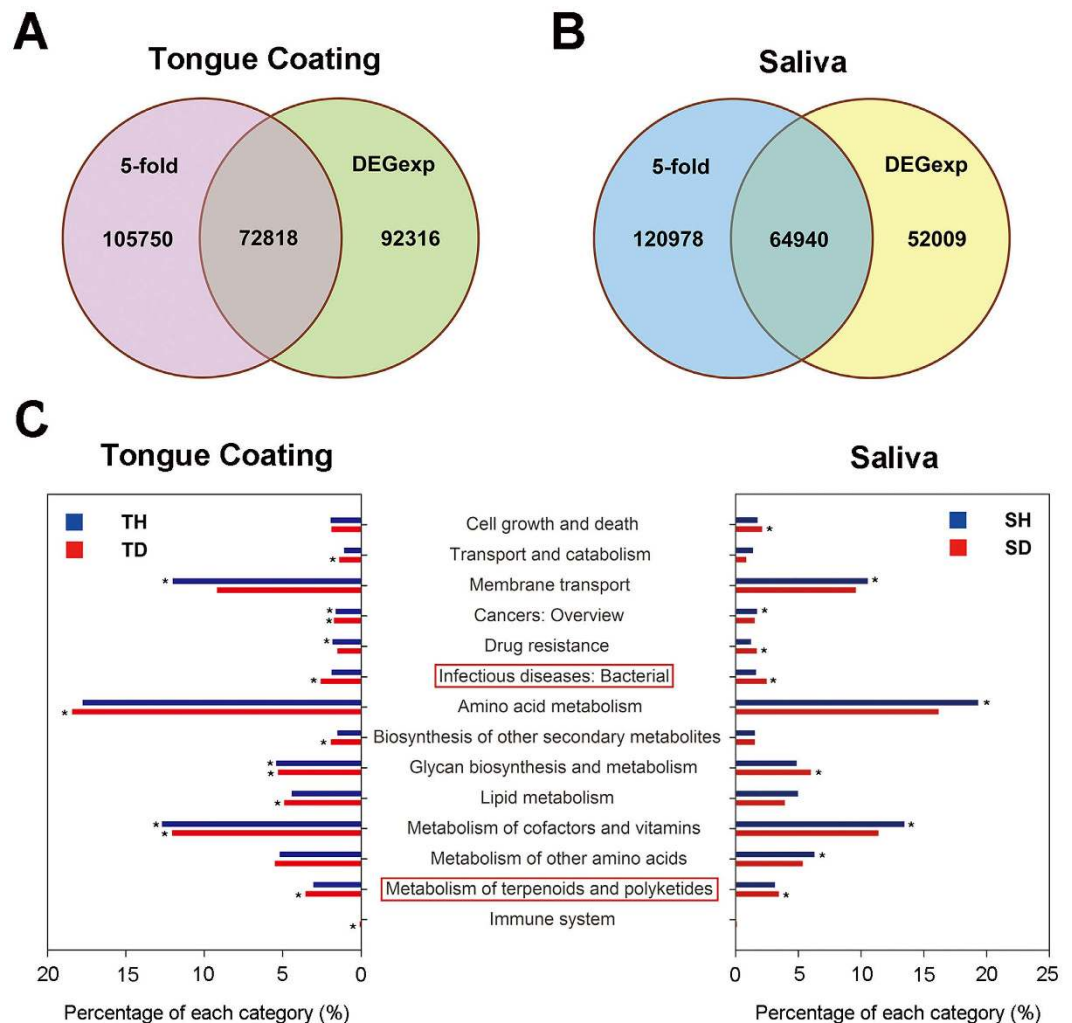 A
Tongue Coating
5-fold
DEGexp
105750
72818
92316
B
Saliva
5-fold
DEGexp
120978
64940
52009
C
Tongue Coating
Saliva
TH
TD
SH
SD
Cell growth and death
*
Transport and catabolism
*
Membrane transport
* *
Cancers: Overview
* *
*
Drug resistance
* *
Infectious diseases: Bacterial
* *
Amino acid metabolism
* *
Biosynthesis of other secondary metabolites
*
Glycan biosynthesis and metabolism
*
* *
Lipid metabolism
*
Metabolism of cofactors and vitamins
* *
*
Metabolism of other amino acids
*
Metabolism of terpenoids and polyketides
* *
Immune system
*
20 15 10 5 0
0 5 10 15 20 25
Percentage of each category (%)
Percentage of each category (%)